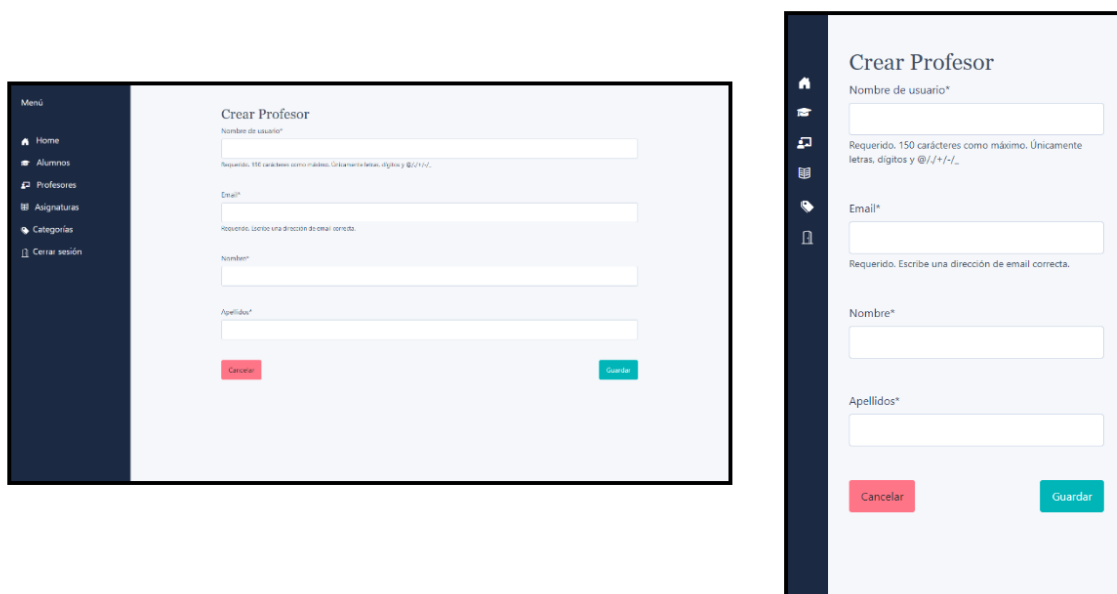 Menú
Home
Alumnos
Profesores
Asignaturas
Categorías
Cerrar sesión
Crear Profesor
Nombre de usuario*
Requerido. 150 carácteres como máximo. Únicamente letras, dígitos y @/./+/-/_
Email*
Requerido. Escribe una dirección de email correcta.
Nombre*
Apellidos*
Cancelar
Guardar
Crear Profesor
Nombre de usuario*
Requerido. 150 carácteres como máximo. Únicamente
letras, dígitos y @/./+/-/_
Email*
Requerido. Escribe una dirección de email correcta.
Nombre*
Apellidos*
Cancelar
Guardar